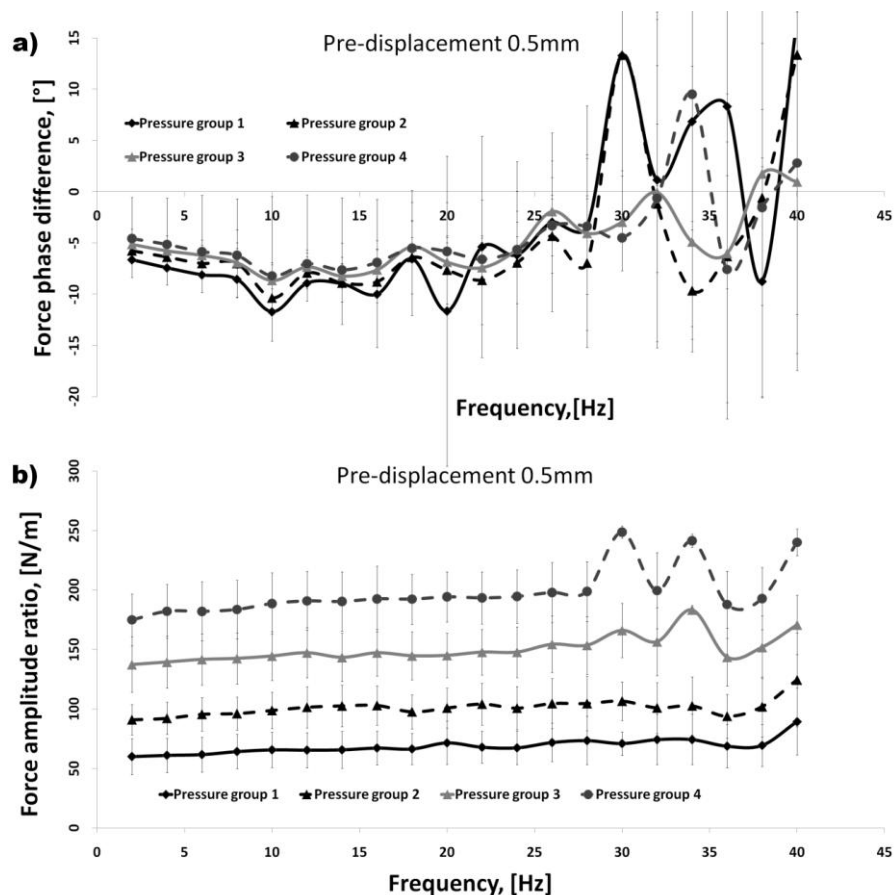 a)
Pre-displacement 0.5mm
Force phase difference, [°]
15
10
5
0
-5
-10
-15
-20
Pressure group 1 Pressure group 2
Pressure group 3 Pressure group 4
0 5 10 15 20 25 30 35 40 45
Frequency,[Hz]
b)
Pre-displacement 0.5mm
Force amplitude ratio, [N/m]
300
250
200
150
100
50
0
Pressure group 1 Pressure group 2 Pressure group 3 Pressure group 4
0 5 10 15 20 25 30 35 40 45
Frequency, [Hz]